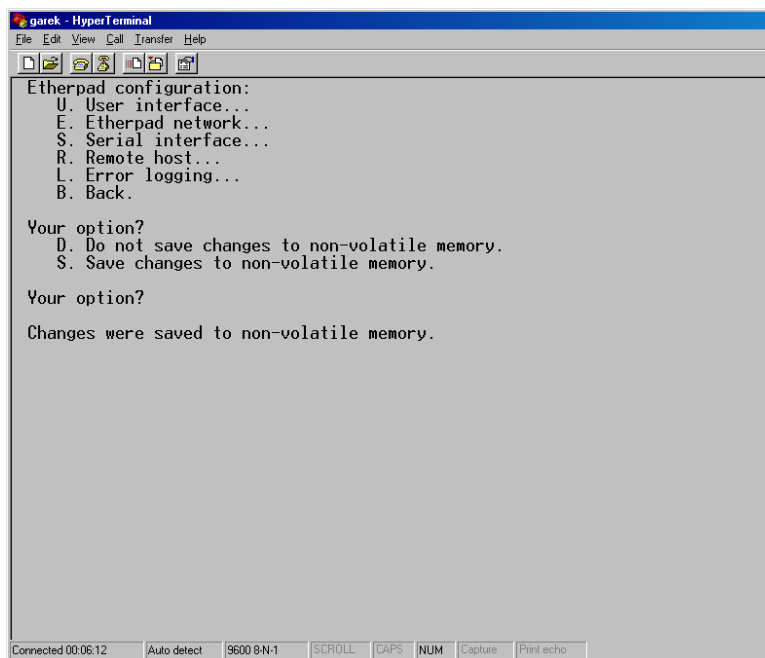 garek - HyperTerminal
File Edit View Call Transfer Help
Etherpad configuration:
U. User interface...
E. Etherpad network...
S. Serial interface...
R. Remote host...
L. Error logging...
B. Back.
Your option?
D. Do not save changes to non-volatile memory.
S. Save changes to non-volatile memory.
Your option?
Changes were saved to non-volatile memory.
Connected 00:06:12 Auto detect 9600 8-N-1 SCROLL CAPS NUM Capture Print echo